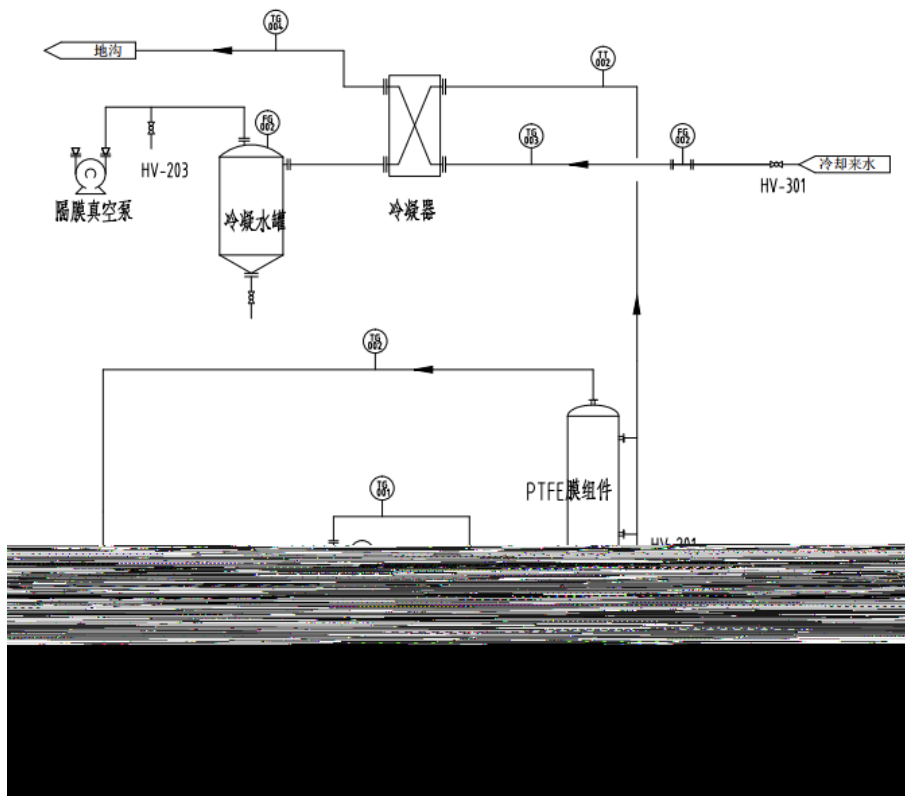 TG
004
地沟
TT
002
FG
002
TG
003
FG
002
冷却来水
HV-203
HV-301
隔膜真空泵
冷凝水罐
冷凝器
TG
002
TG
001
PTFE膜组件